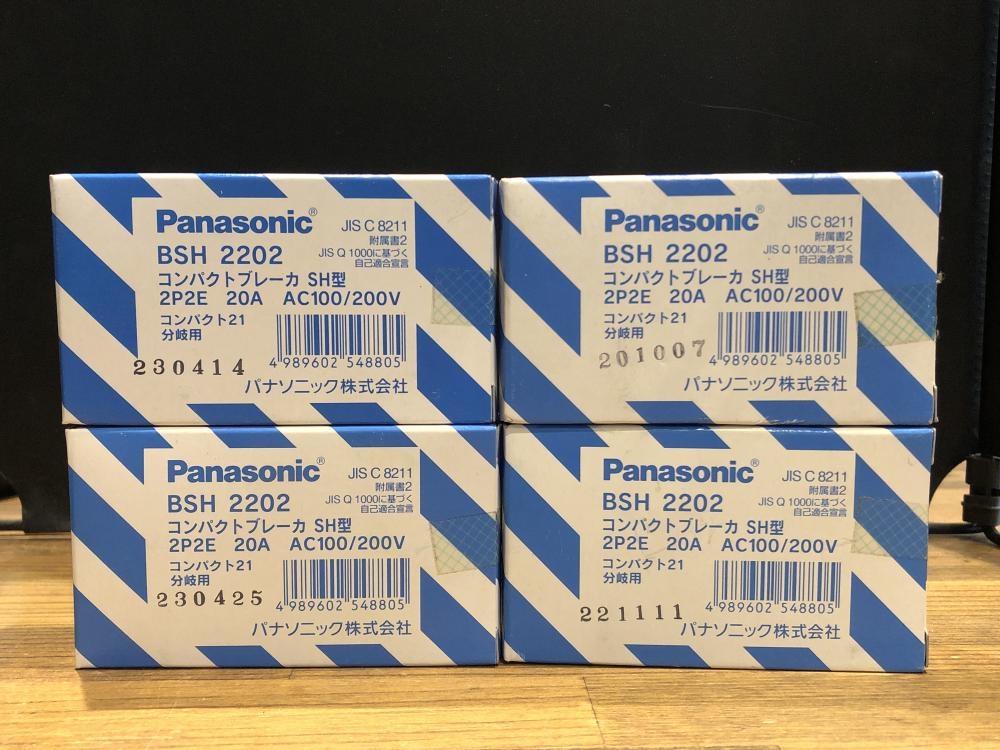 Panasonic®
JIS C 8211
附属書2
BSH 2202
JIS Q 1000に基づく
自己適合宣言
コンパクトブレーカ SH型
2P2E 20A AC100/200V
コンパクト21
分岐用
230414
4 989602 548805
パナソニック株式会社
Panasonic®
JIS C 8211
附属書2
BSH 2202
JIS Q 1000に基づく
自己適合宣言
コンパクトブレーカ SH型
2P2E 20A AC100/200V
コンパクト21
分岐用
201007
4 989602 548805
パナソニック株式会社
Panasonic®
JIS C 8211
附属書2
BSH 2202
JIS Q 1000に基づく
自己適合宣言
コンパクトブレーカ SH型
2P2E 20A AC100/200V
コンパクト21
分岐用
230425
4 989602 548805
パナソニック株式会社
Panasonic®
JIS C 8211
附属書2
BSH 2202
JIS Q 1000に基づく
自己適合宣言
コンパクトブレーカ SH型
2P2E 20A AC100/200V
コンパクト21
分岐用
221111
4 989602 548805
パナソニック株式会社